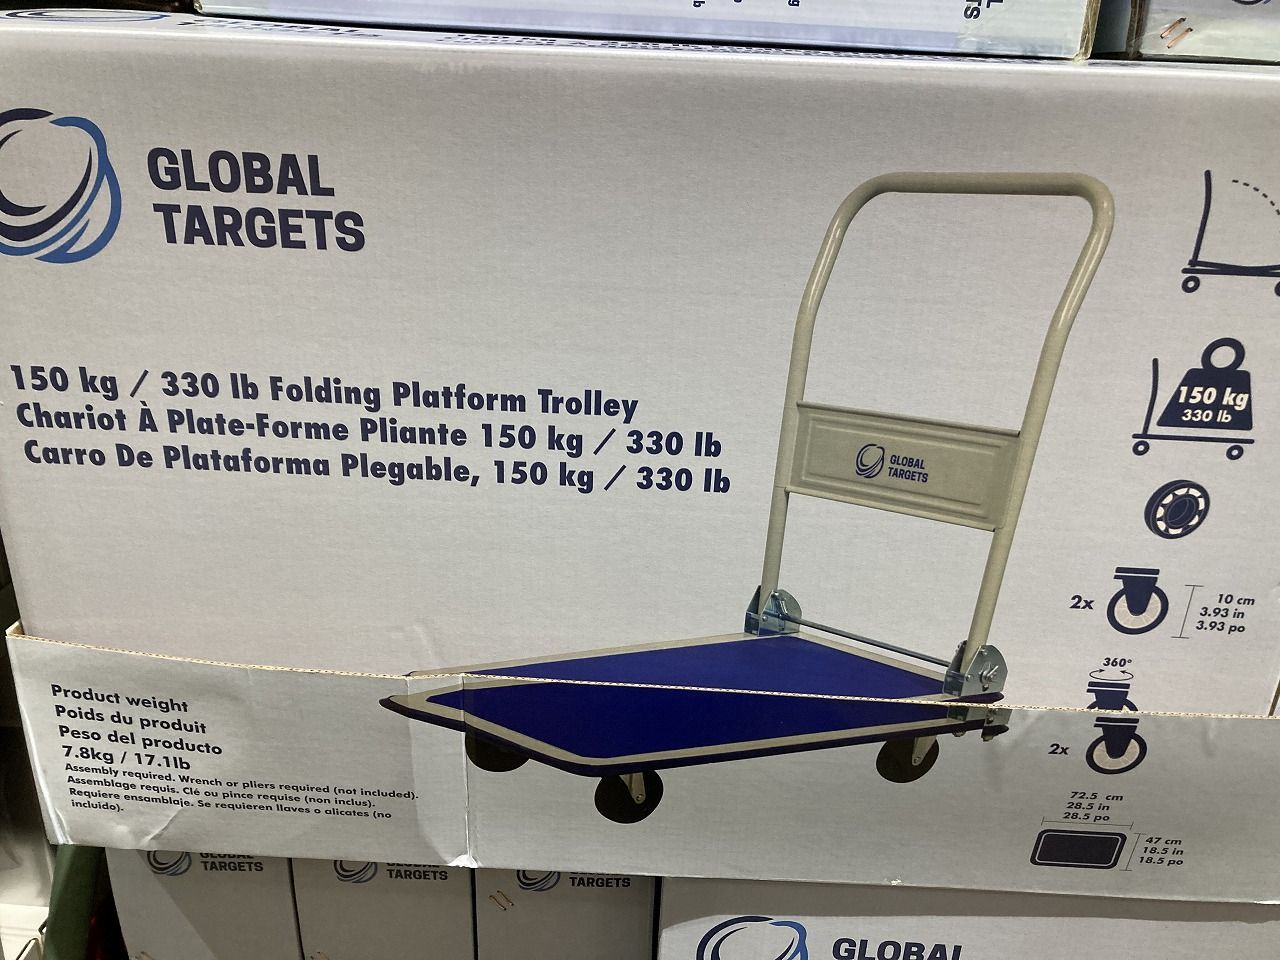 GLOBAL
TARGETS
150 kg / 330 lb Folding Platform Trolley
Chariot À Plate-Forme Pliante 150 kg / 330 lb
Carro De Plataforma Plegable, 150 kg / 330 lb
GLOBAL
TARGETS
150 kg
330 lb
2x
10 cm
3.93 in
3.93 po
360°
2x
72.5 cm
28.5 in
28.5 po
47 cm
18.5 in
18.5 po
Product weight
Poids du produit
Peso del producto
7.8kg / 17.1lb
Assembly required. Wrench or pliers required (not included).
Assemblage requis. Clé ou pince requise (non inclus).
Requiere ensamblaje. Se requieren llaves o alicates (no
incluido).
GLOBAL
TARGETS
GLOBAL
TARGETS
GLOBAL
TARGETS
GLOBAL